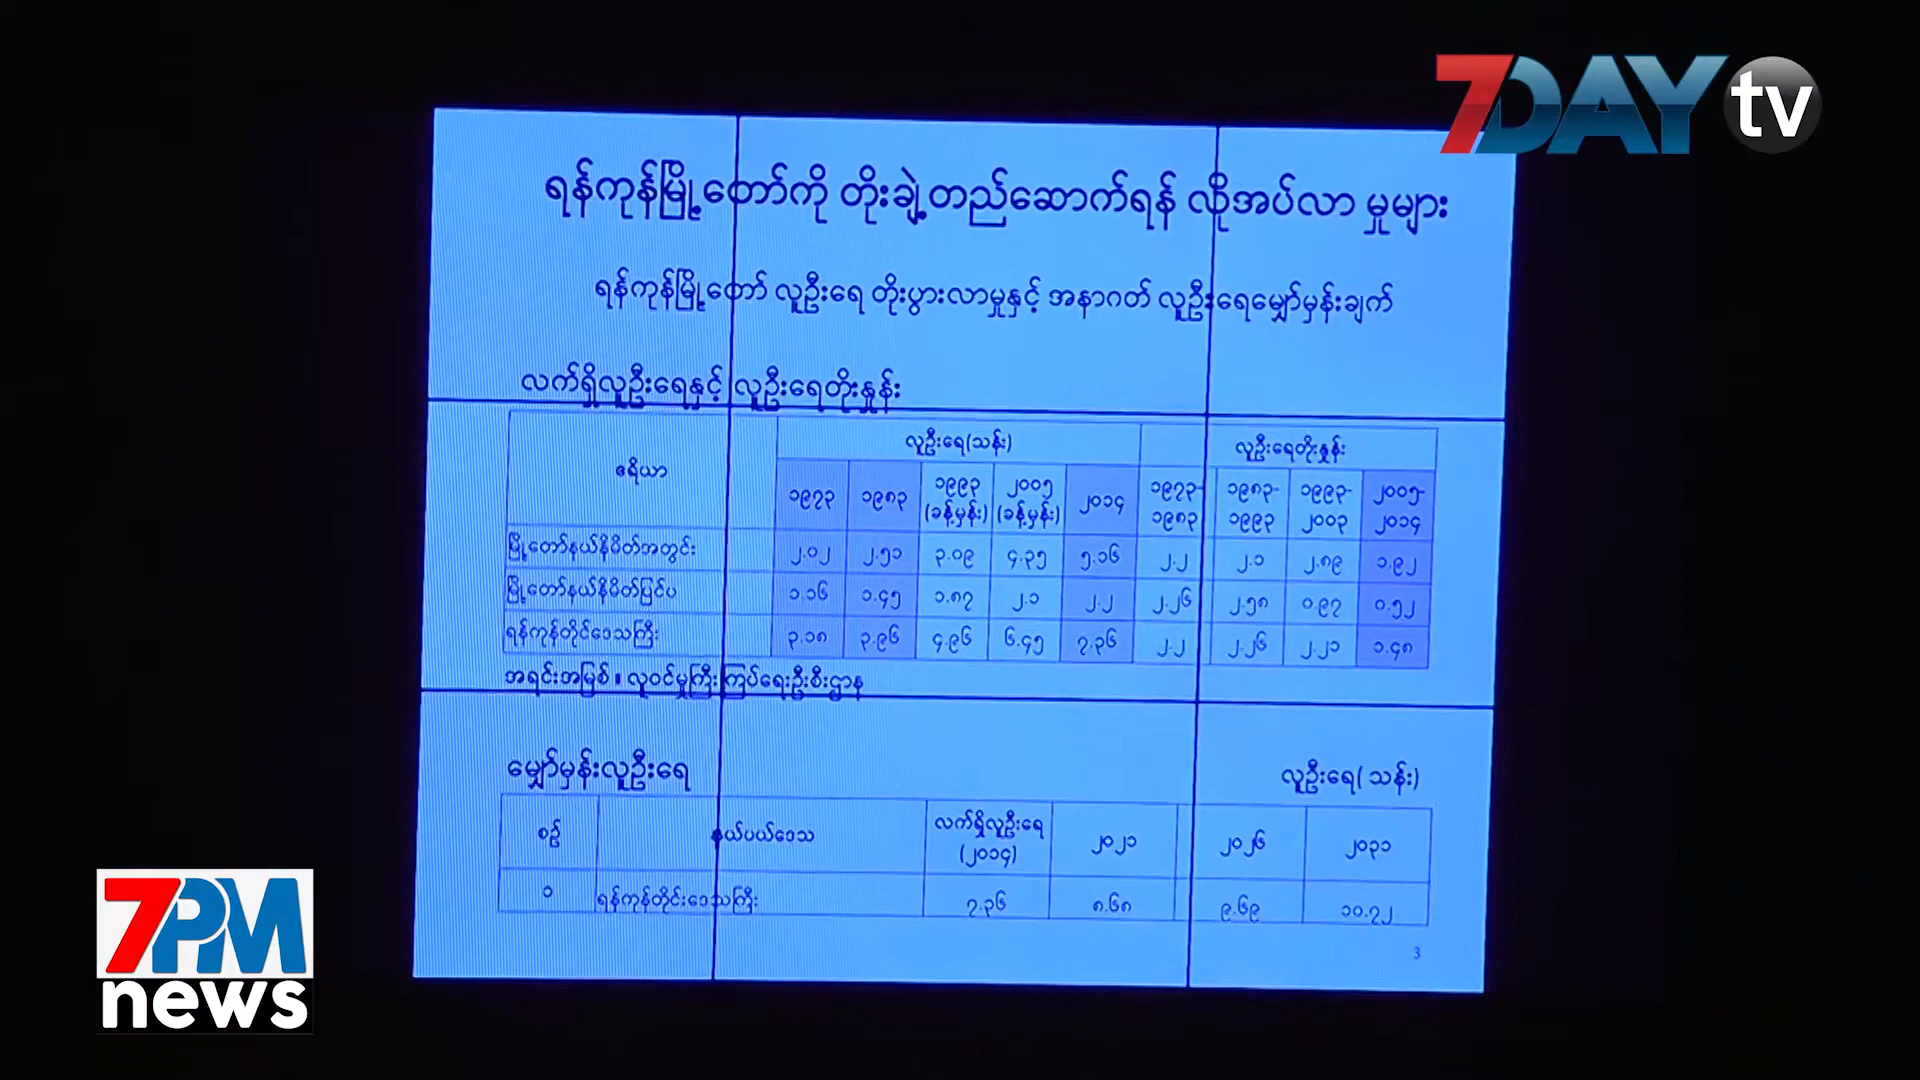 7DAY tv
ရန်ကုန်မြို့တော်ကို တိုးချဲ့တည်ဆောက်ရန် လိုအပ်လာ မှုများ
ရန်ကုန်မြို့တော် လူဦးရေ တိုးပွားလာမှုနှင့် အနာဂတ် လူဦးရေမျှော်မှန်းချက်
လက်ရှိလူဦးရေနှင့် လူဦးရေတိုးနှုန်း
ဧရိယာ လူဦးရေ(သန်း) လူဦးရေတိုးနှုန်း
၁၉၇၃ ၁၉၈၃ ၁၉၉၃ (ခန့်မှန်း) ၂၀၀၅ (ခန့်မှန်း) ၂၀၁၄ ၁၉၇၃-၁၉၈၃ ၁၉၈၃-၁၉၉၃ ၁၉၉၃-၂၀၀၃ ၂၀၀၅-၂၀၁၄
မြို့တော်နယ်နိမိတ်အတွင်း ၂.၀၂ ၂.၅၁ ၃.၀၉ ၄.၃၅ ၅.၁၆ ၂.၂ ၂.၁ ၂.၈၉ ၁.၉၂
မြို့တော်နယ်နိမိတ်ပြင်ပ ၁.၁၆ ၁.၄၅ ၁.၈၇ ၂.၁ ၂.၂ ၂.၂၆ ၂.၅၈ ၀.၉၇ ၀.၅၂
ရန်ကုန်တိုင်ဒေသကြီး ၃.၁၈ ၃.၉၆ ၄.၉၆ ၆.၄၅ ၇.၃၆ ၂.၂ ၂.၂၆ ၂.၂၁ ၁.၄၈
အရင်းအမြစ် ။ လူဝင်မှုကြီးကြပ်ရေးဦးစီးဌာန
မျှော်မှန်းလူဦးရေ လူဦးရေ( သန်း)
စဉ် နယ်ပယ်ဒေသ လက်ရှိလူဦးရေ (၂၀၁၄) ၂၀၂၁ ၂၀၂၆ ၂၀၃၁
၁ ရန်ကုန်တိုင်းဒေသကြီး ၇.၃၆ ၈.၆၈ ၉.၆၉ ၁၀.၇၂
3
7PM
news